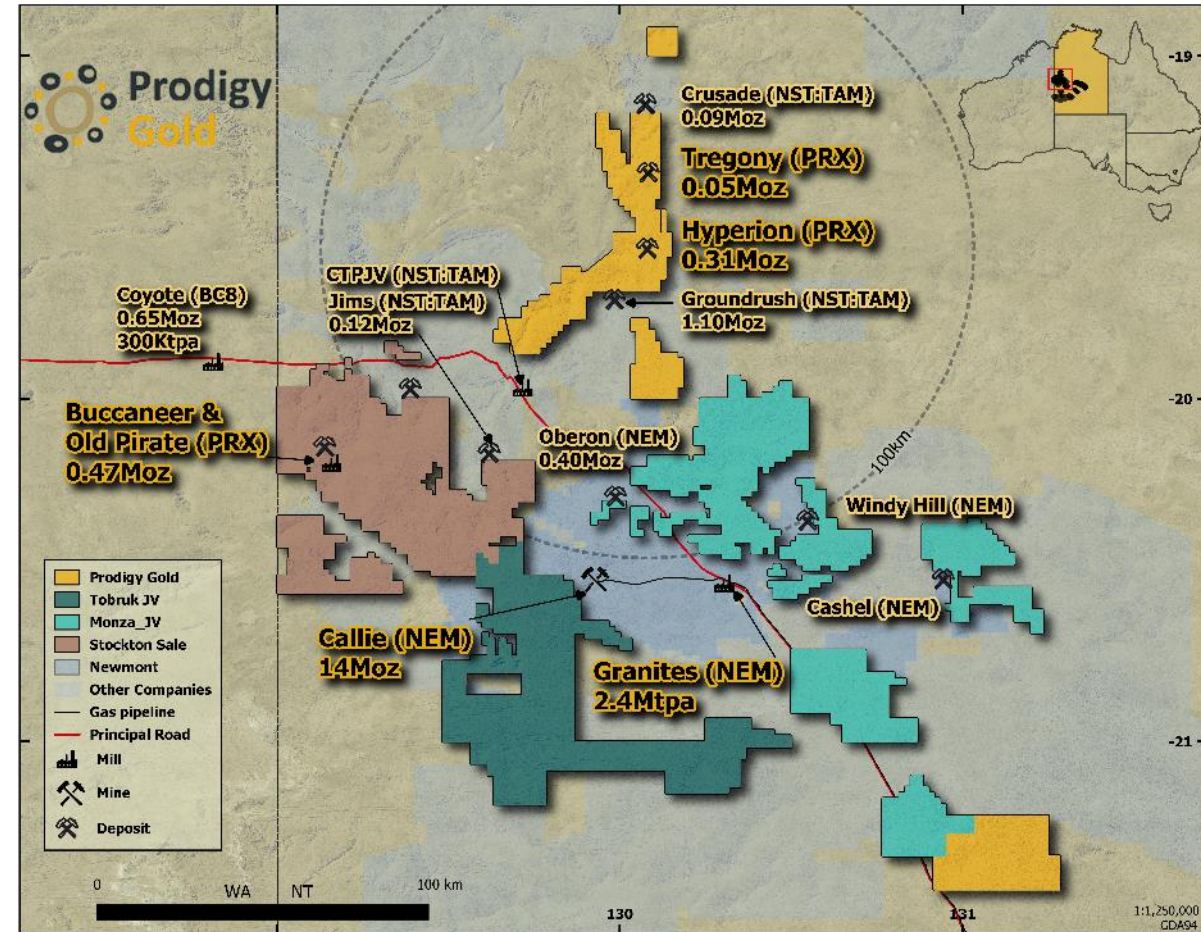 Prodigy
Gold
-19
Crusade (NST:TAM)
0.09Moz
Tregony (PRX)
0.05Moz
Hyperion (PRX)
0.31Moz
CTPJV (NST:TAM)
Jims (NST:TAM)
0.12Moz
Groundrush (NST:TAM)
1.10Moz
Coyote (BC8)
0.65Moz
300Ktpa
-20
Buccaneer &
Old Pirate (PRX)
0.47Moz
Oberon (NEM)
0.40Moz
100km
Windy Hill (NEM)
Cashel (NEM)
Callie (NEM)
14Moz
Granites (NEM)
2.4Mtpa
-21
Prodigy Gold
Tobruk JV
Monza_JV
Stockton Sale
Newmont
Other Companies
Gas pipeline
Principal Road
Mill
Mine
Deposit
0
100 km
WA
NT
130
131
1:1,250,000
GDA94